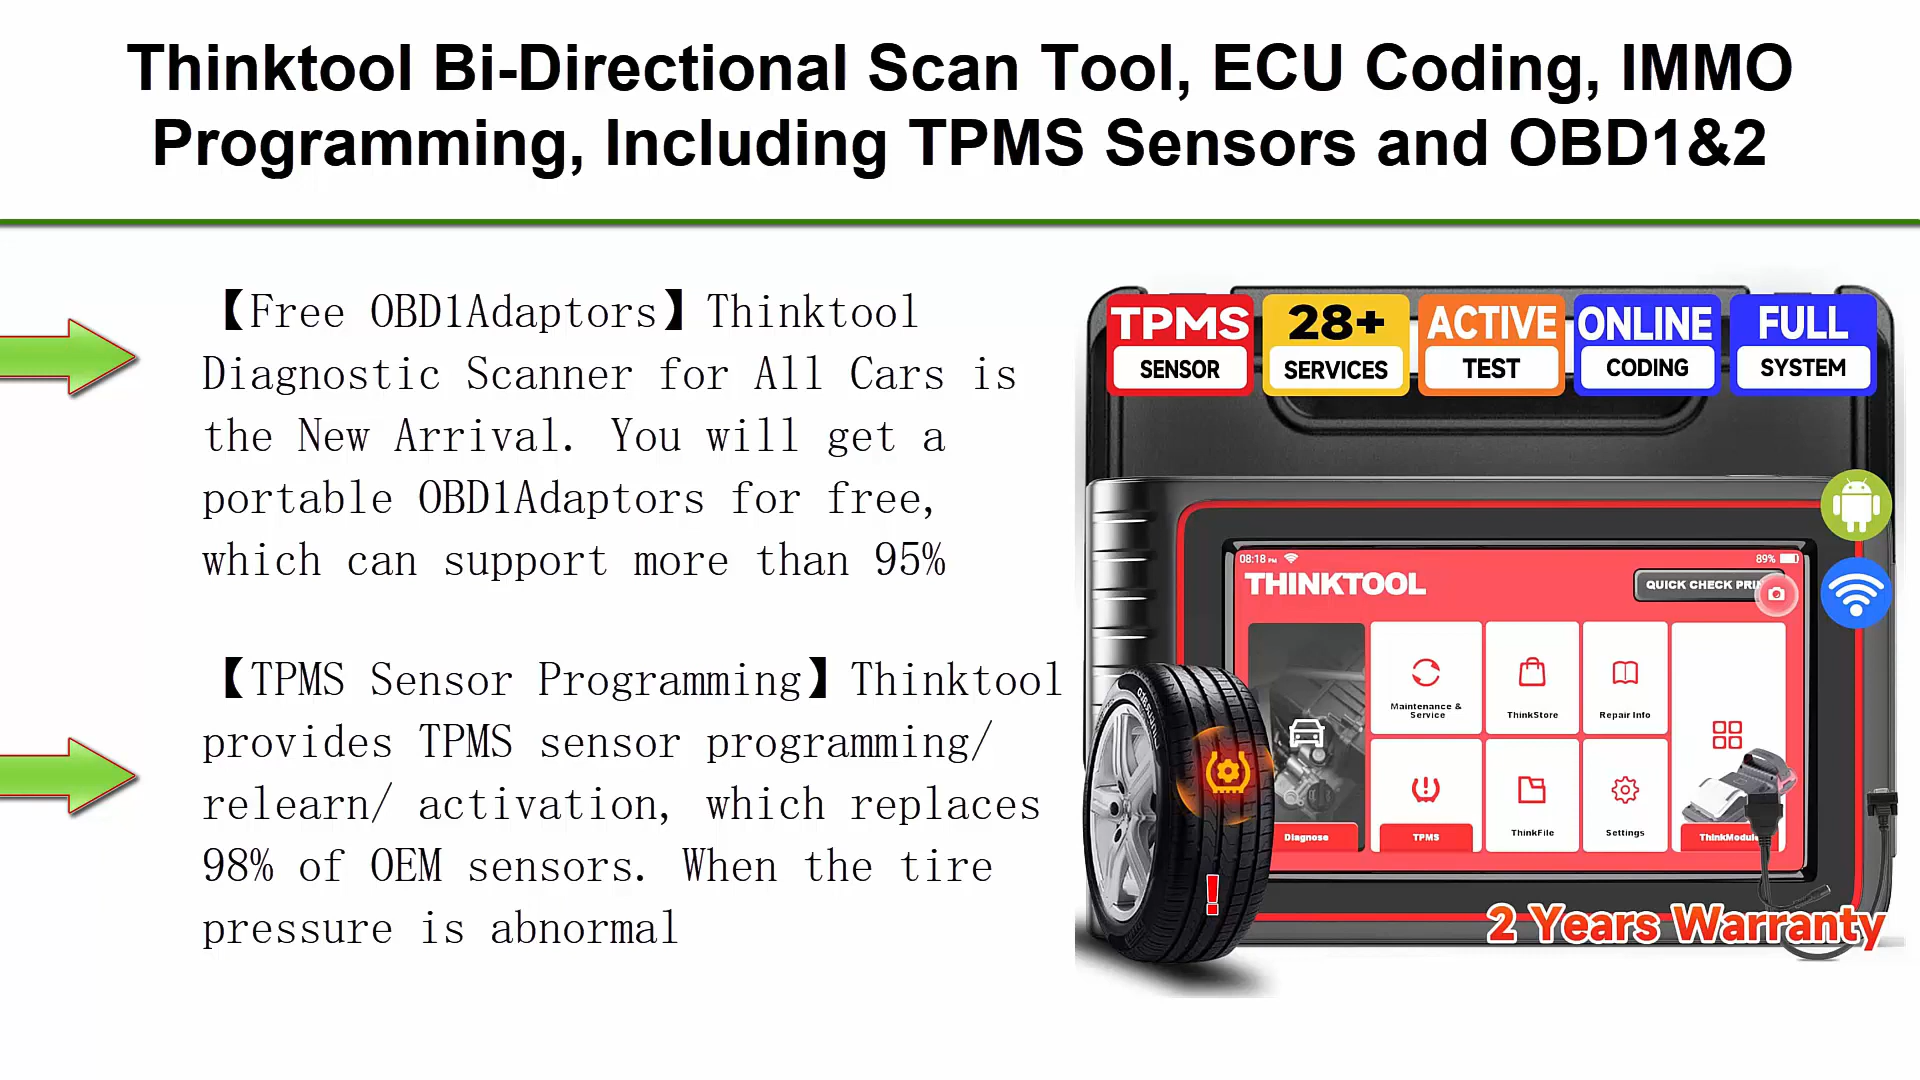 Thinktool Bi-Directional Scan Tool, ECU Coding, IMMO
Programming, Including TPMS Sensors and OBD1&2
【Free OBD1Adaptors】Thinktool
Diagnostic Scanner for All Cars is
the New Arrival. You will get a
portable OBD1Adaptors for free,
which can support more than 95%
【TPMS Sensor Programming】Thinktool
provides TPMS sensor programming/
relearn/ activation, which replaces
98% of OEM sensors. When the tire
pressure is abnormal
TPMS
SENSOR
28+
SERVICES
ACTIVE
TEST
ONLINE
CODING
FULL
SYSTEM
08:18 PM
89%
THINKTOOL
QUICK CHECK PRI
Maintenance &
Service
ThinkStore
Repair Info
Diagnose
TPMS
ThinkFile
Settings
ThinkModule
!
2 Years Warranty